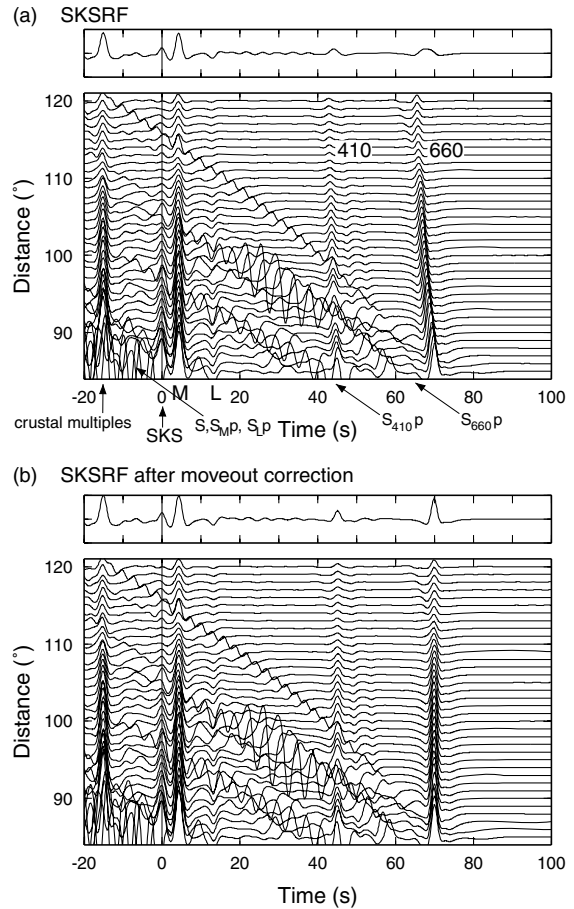 (a) SKSRF
120
410 660
110
100
90
Distance (°)
-20 0 20 40 60 80 100
M L
crustal multiples
SKS
S,SMp, SLp
Time (s)
S410p
S660p
(b) SKSRF after moveout correction
120
110
100
90
Distance (°)
-20 0 20 40 60 80 100
Time (s)